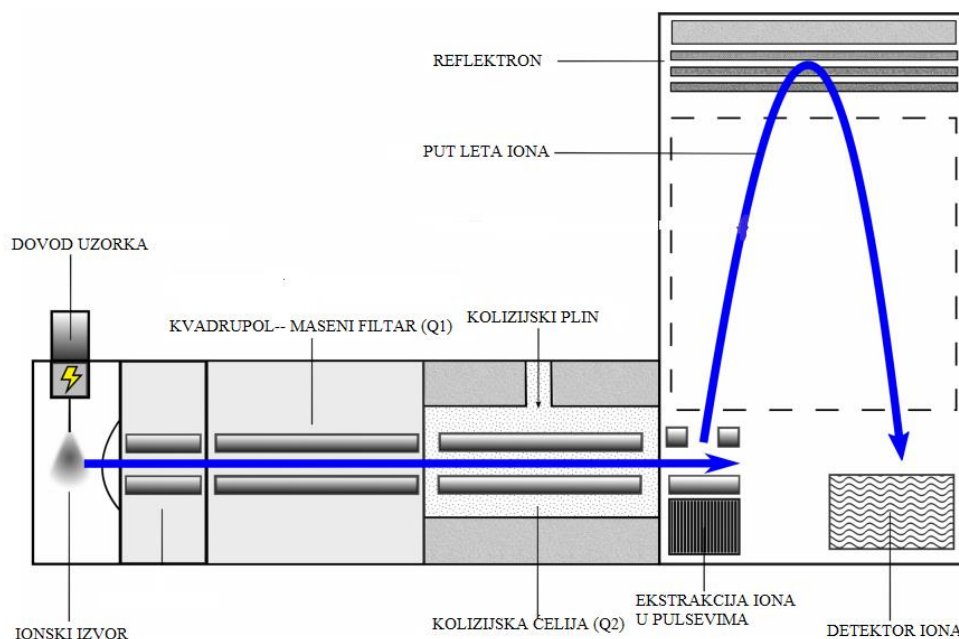 REFLEKTRON
PUT LETA IONA
DOVOD UZORKA
KVADRUPOL-- MASENI FILTAR (Q1)
KOLIZIJSKI PLIN
IONSKI IZVOR
KOLIZIJSKA ĆELIJA (Q2)
EKSTRAKCIJA IONA
U PULSEVIMA
DETEKTOR IONA